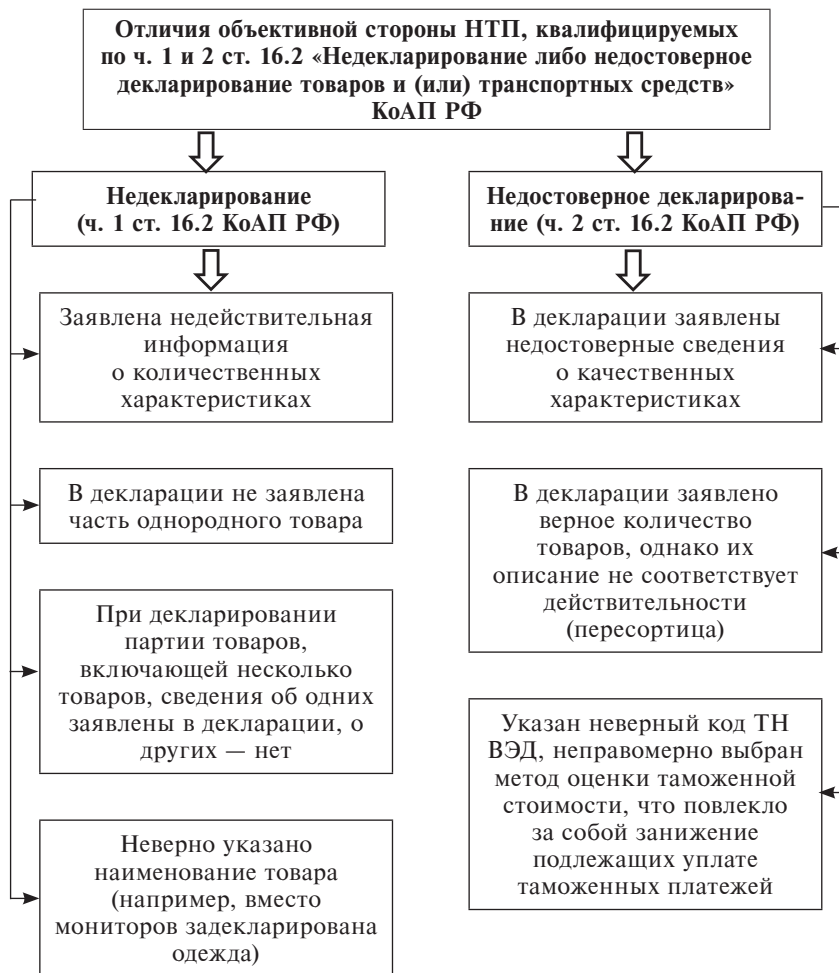 Отличия объективной стороны НТП, квалифицируемых
по ч. 1 и 2 ст. 16.2 «Недекларирование либо недостоверное
декларирование товаров и (или) транспортных средств»
КоАП РФ
Недекларирование
(ч. 1 ст. 16.2 КоАП РФ)
Заявлена недействительная
информация
о количественных
характеристиках
В декларации не заявлена
часть однородного товара
При декларировании
партии товаров,
включающей несколько
товаров, сведения об одних
заявлены в декларации, о
других — нет
Неверно указано
наименование товара
(например, вместо
мониторов задекларирована
одежда)
Недостоверное декларирова-
ние (ч. 2 ст. 16.2 КоАП РФ)
В декларации заявлены
недостоверные сведения
о качественных
характеристиках
В декларации заявлено
верное количество
товаров, однако их
описание не соответствует
действительности
(пересортица)
Указан неверный код ТН
ВЭД, неправомерно выбран
метод оценки таможенной
стоимости, что повлекло
за собой занижение
подлежащих уплате
таможенных платежей